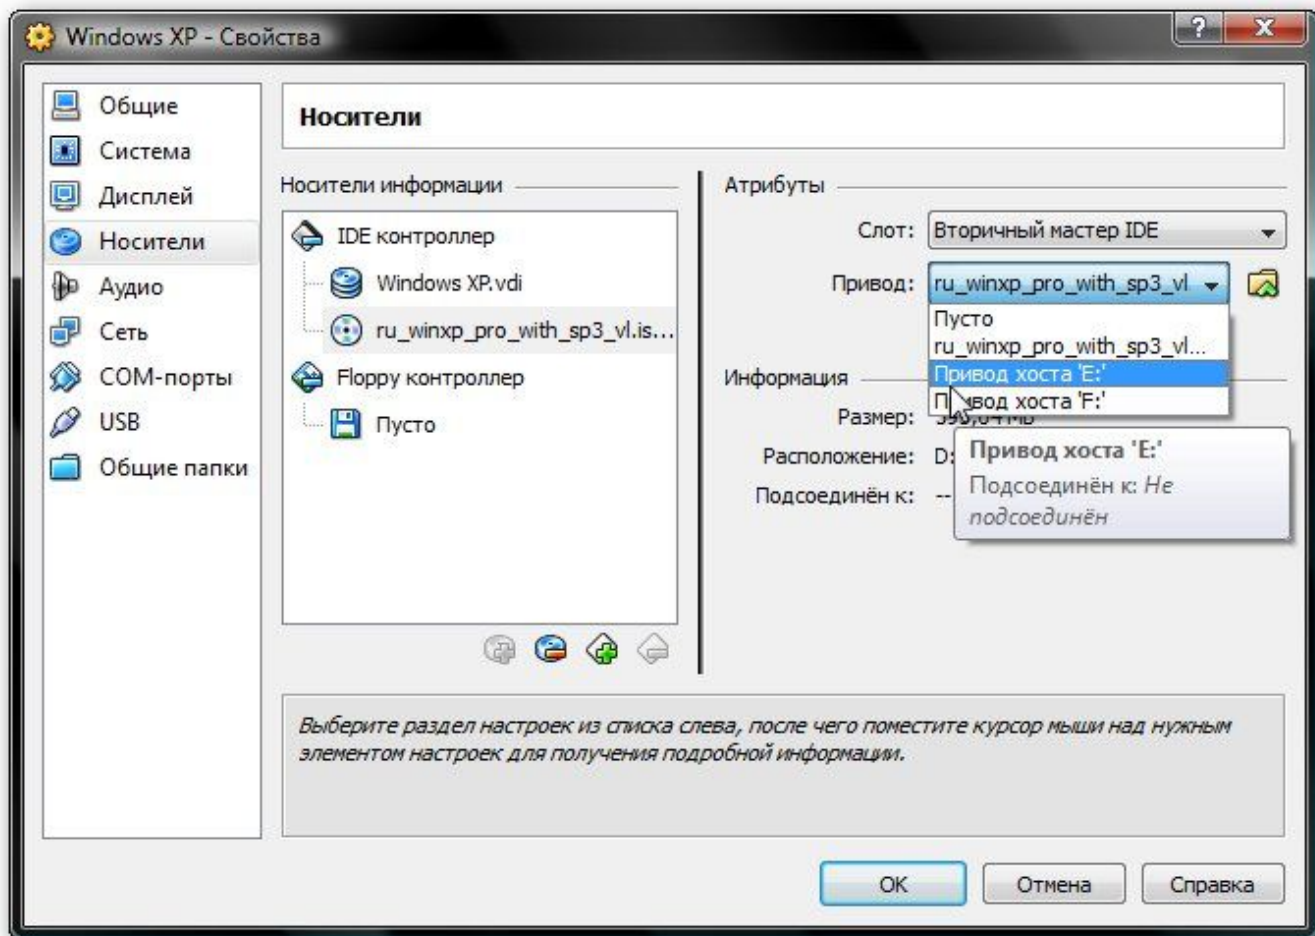 Windows XP - Свойства
Общие
Система
Дисплей
Носители
Аудио
Сеть
COM-порты
USB
Общие папки
Носители
Носители информации
IDE контроллер
Windows XP.vdi
ru_winxp_pro_with_sp3_vl.is...
Floppy контроллер
Пусто
Атрибуты
Слот: Вторичный мастер IDE
Привод: ru_winxp_pro_with_sp3_vl
Пусто
ru_winxp_pro_with_sp3_vl...
Привод хоста 'E:'
Привод хоста 'F:'
Информация
Размер:
Расположение: D:
Подсоединён к: --
Привод хоста 'E:'
Подсоединён к: Не
подсоединён
Выберите раздел настроек из списка слева, после чего поместите курсор мыши над нужным
элементом настроек для получения подробной информации.
OK
Отмена
Справка